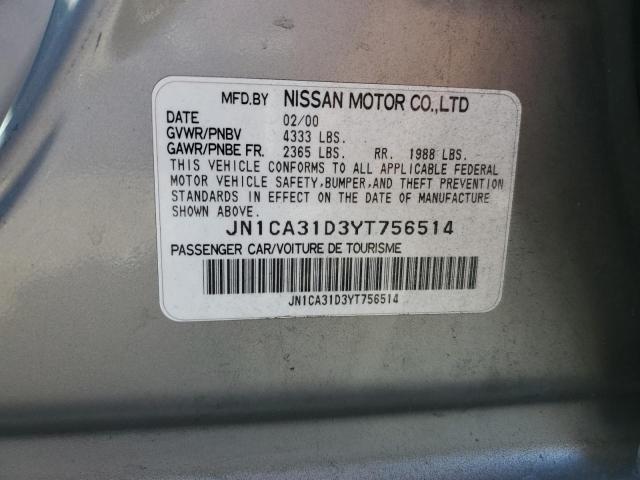 MFD.BY NISSAN MOTOR CO.,LTD
DATE 02/00
GVWR/PNBV 4333 LBS.
GAWR/PNBE FR. 2365 LBS. RR. 1988 LBS.
THIS VEHICLE CONFORMS TO ALL APPLICABLE FEDERAL
MOTOR VEHICLE SAFETY,BUMPER,AND THEFT PREVENTION
STANDARDS IN EFFECT ON THE DATE OF MANUFACTURE
SHOWN ABOVE.
JN1CA31D3YT756514
PASSENGER CAR/VOITURE DE TOURISME
JN1CA31D3YT756514